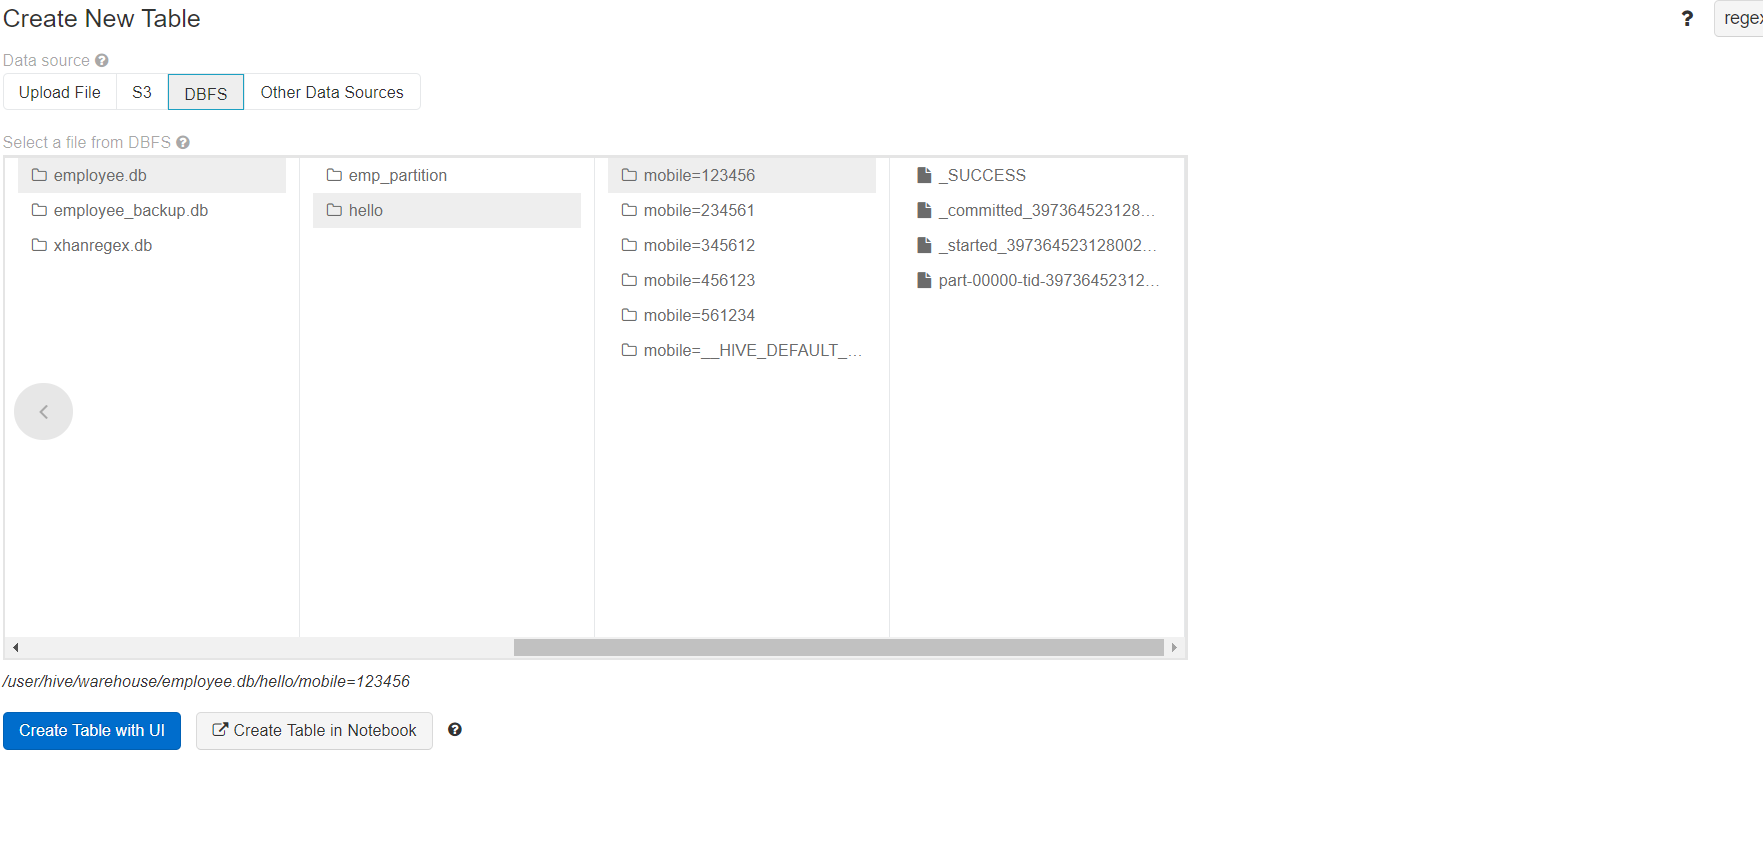 Create New Table
? regex
Data source ?
Upload File S3 DBFS Other Data Sources
Select a file from DBFS ?
employee.db
employee_backup.db
xhanregex.db
emp_partition
hello
mobile=123456
mobile=234561
mobile=345612
mobile=456123
mobile=561234
mobile=__HIVE_DEFAULT_...
_SUCCESS
_committed_397364523128...
_started_397364523128002...
part-00000-tid-39736452312...
/user/hive/warehouse/employee.db/hello/mobile=123456
Create Table with UI Create Table in Notebook ?